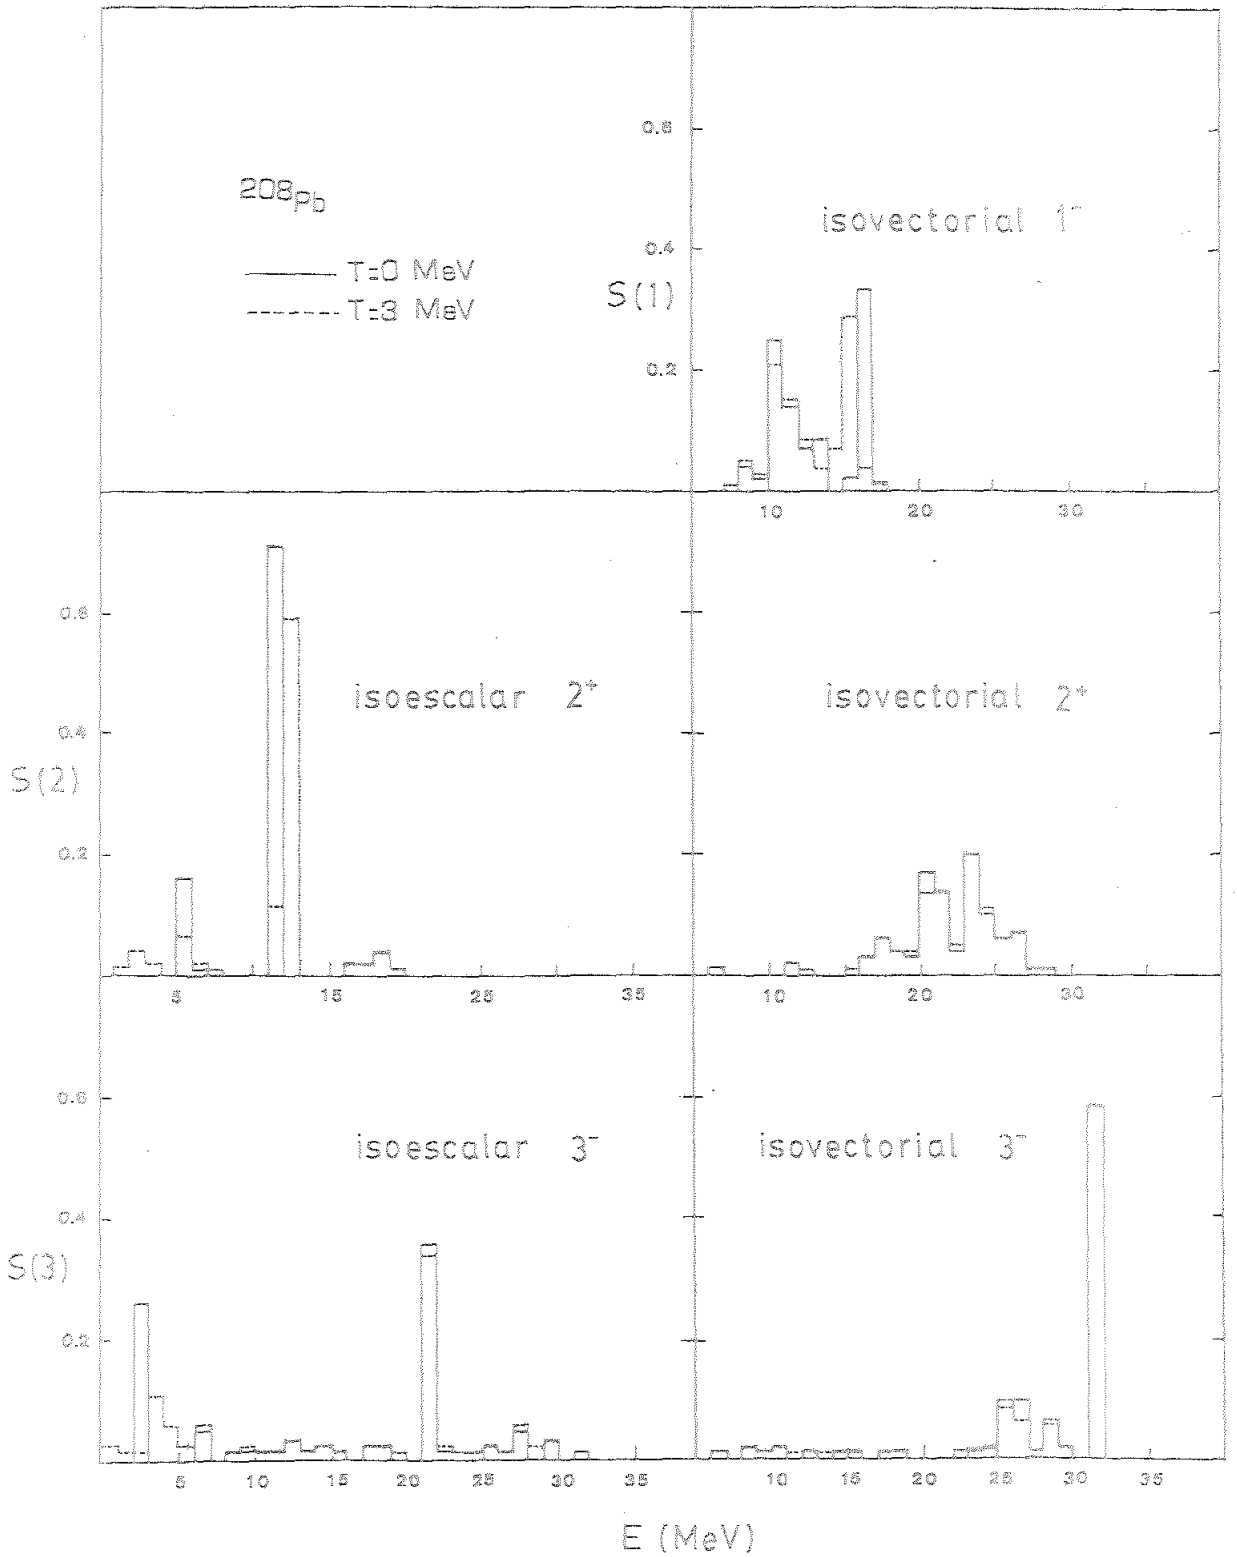 0.6
208Pb
isovectorial 1-
0.4
T=0 MeV
S(1)
T=3 MeV
0.2
10 20 30
0.6
isoescalar 2+
isovectorial 2+
0.4
S(2)
0.2
5 15 25 35
10 20 30
0.6
isoescalar 3-
isovectorial 3-
0.4
S(3)
0.2
5 10 15 20 25 30 35
10 15 20 25 30 35
E (MeV)